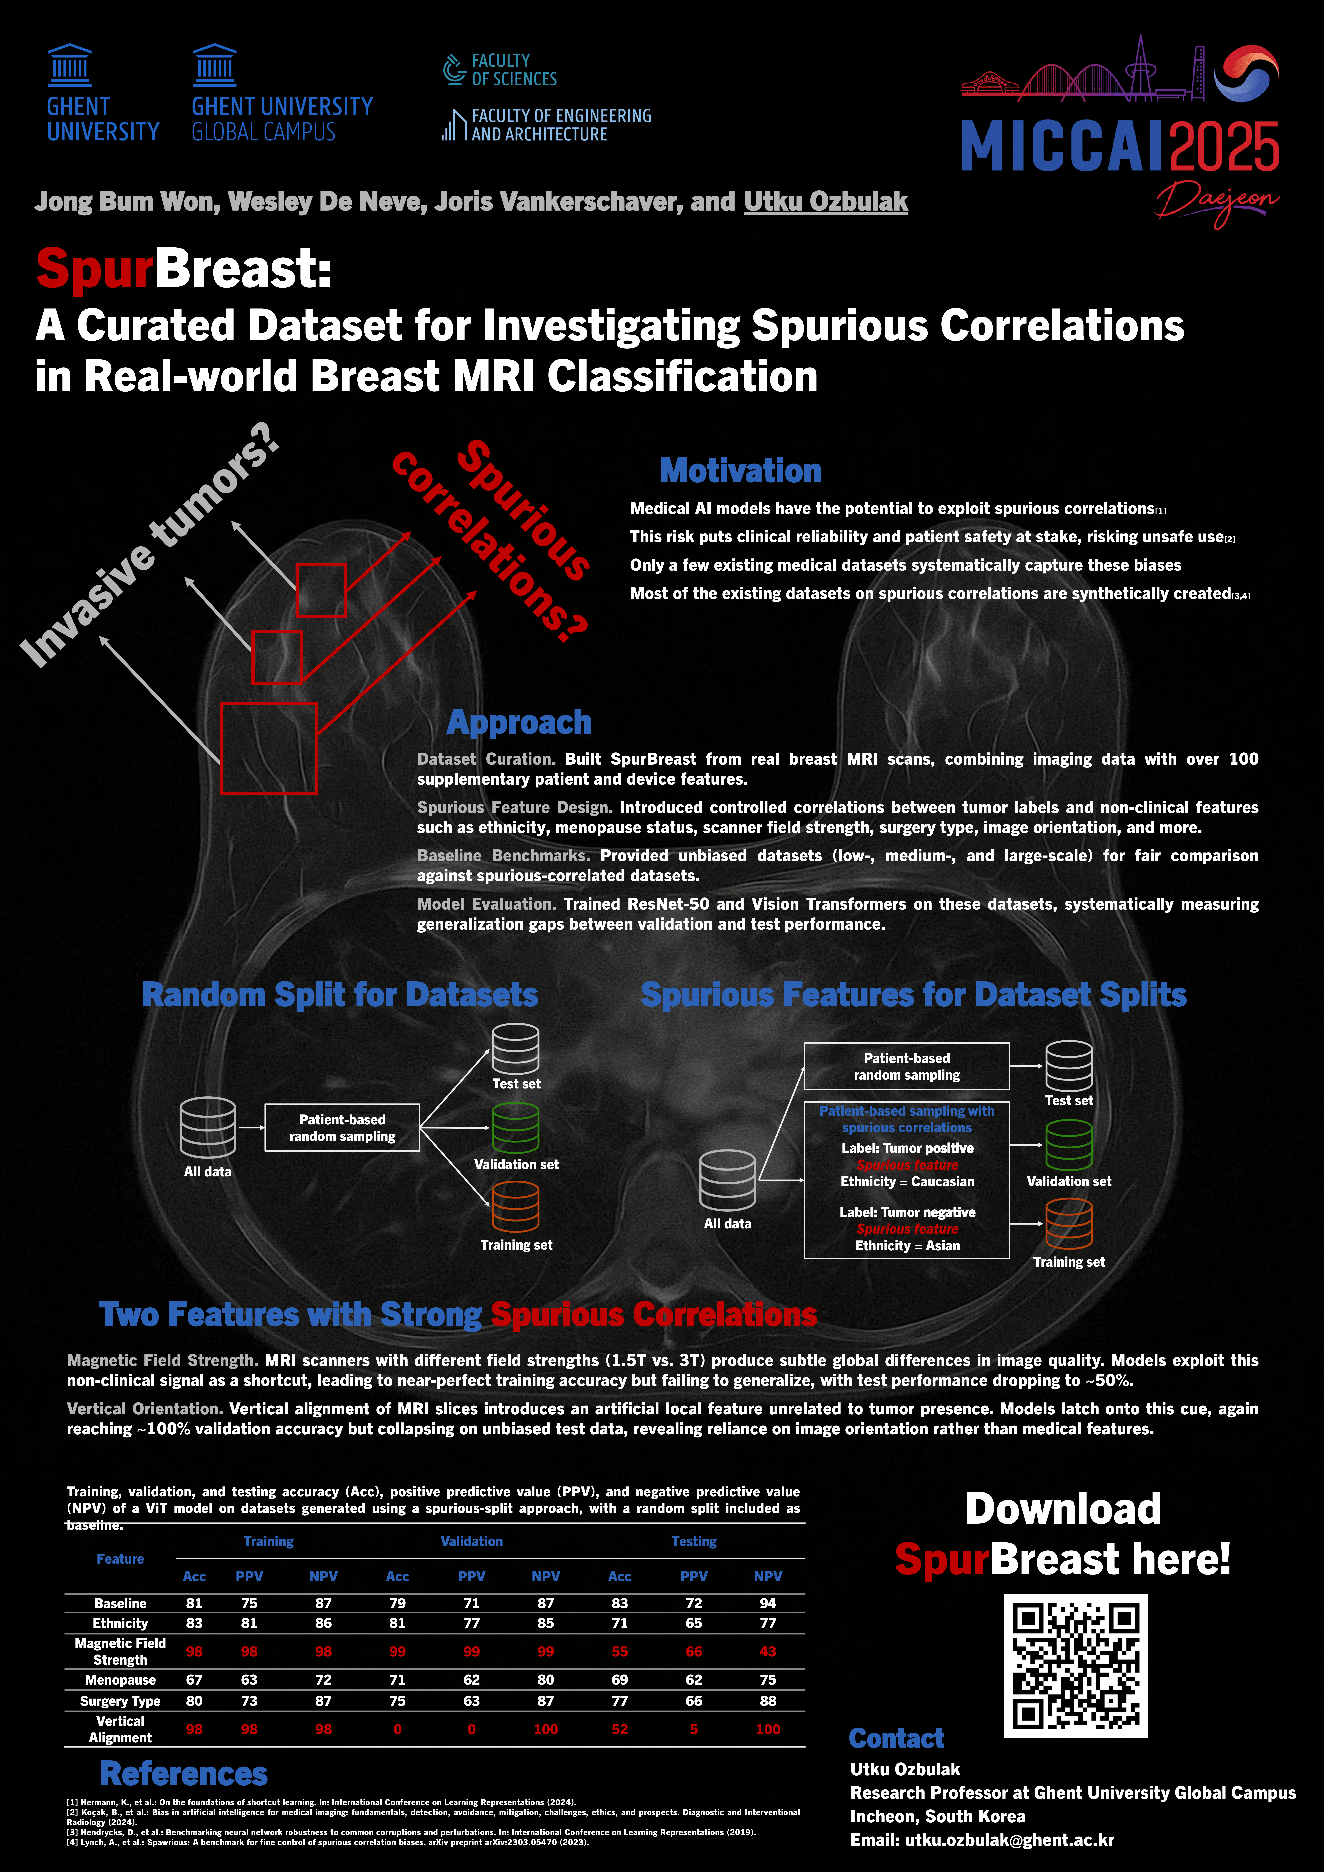 GHENT
UNIVERSITY
GHENT UNIVERSITY
GLOBAL CAMPUS
FACULTY
OF SCIENCES
FACULTY OF ENGINEERING
AND ARCHITECTURE
MICCAI2025
Daejeon
Jong Bum Won, Wesley De Neve, Joris Vankerschaver, and Utku Ozbulak
SpurBreast:
A Curated Dataset for Investigating Spurious Correlations
in Real-world Breast MRI Classification
Invasive tumors?
Spurious
correlations?
Motivation
Medical AI models have the potential to exploit spurious correlations[1]
This risk puts clinical reliability and patient safety at stake, risking unsafe use[2]
Only a few existing medical datasets systematically capture these biases
Most of the existing datasets on spurious correlations are synthetically created[3,4]
Approach
Dataset Curation. Built SpurBreast from real breast MRI scans, combining imaging data with over 100
supplementary patient and device features.
Spurious Feature Design. Introduced controlled correlations between tumor labels and non-clinical features
such as ethnicity, menopause status, scanner field strength, surgery type, image orientation, and more.
Baseline Benchmarks. Provided unbiased datasets (low-, medium-, and large-scale) for fair comparison
against spurious-correlated datasets.
Model Evaluation. Trained ResNet-50 and Vision Transformers on these datasets, systematically measuring
generalization gaps between validation and test performance.
Random Split for Datasets
All data
Patient-based
random sampling
Test set
Validation set
Training set
Spurious Features for Dataset Splits
All data
Patient-based
random sampling
Patient-based sampling with
spurious correlations
Label: Tumor positive
Spurious feature
Ethnicity = Caucasian
Label: Tumor negative
Spurious feature
Ethnicity = Asian
Test set
Validation set
Training set
Two Features with Strong Spurious Correlations
Magnetic Field Strength. MRI scanners with different field strengths (1.5T vs. 3T) produce subtle global differences in image quality. Models exploit this
non-clinical signal as a shortcut, leading to near-perfect training accuracy but failing to generalize, with test performance dropping to ~50%.
Vertical Orientation. Vertical alignment of MRI slices introduces an artificial local feature unrelated to tumor presence. Models latch onto this cue, again
reaching ~100% validation accuracy but collapsing on unbiased test data, revealing reliance on image orientation rather than medical features.
Training, validation, and testing accuracy (Acc), positive predictive value (PPV), and negative predictive value
(NPV) of a ViT model on datasets generated using a spurious-split approach, with a random split included as
baseline.
Feature Training Validation Testing
Acc PPV NPV Acc PPV NPV Acc PPV NPV
Baseline 81 75 87 79 71 87 83 72 94
Ethnicity 83 81 86 81 77 85 71 65 77
Magnetic Field
Strength 98 98 98 99 99 99 55 66 43
Menopause 67 63 72 71 62 80 69 62 75
Surgery Type 80 73 87 75 63 87 77 66 88
Vertical
Alignment 98 98 98 0 0 100 52 5 100
References
[1] Hermann, K., et al.: On the foundations of shortcut learning. In: International Conference on Learning Representations (2024).
[2] Koçak, B., et al.: Bias in artificial intelligence for medical imaging: fundamentals, detection, avoidance, mitigation, challenges, ethics, and prospects. Diagnostic and Interventional
Radiology (2024).
[3] Hendrycks, D., et al.: Benchmarking neural network robustness to common corruptions and perturbations. In: International Conference on Learning Representations (2019).
[4] Lynch, A., et al.: Spawrious: A benchmark for fine control of spurious correlation biases. arXiv preprint arXiv:2303.05470 (2023).
Download
SpurBreast here!
Contact
Utku Ozbulak
Research Professor at Ghent University Global Campus
Incheon, South Korea
Email: utku.ozbulak@ghent.ac.kr